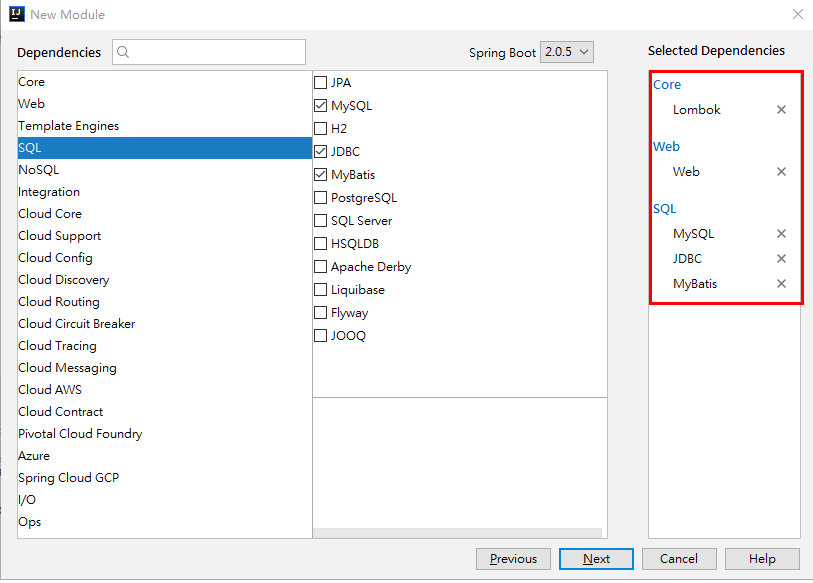 IJ New Module
Dependencies
Spring Boot 2.0.5
Selected Dependencies
Core
Web
Template Engines
SQL
NoSQL
Integration
Cloud Core
Cloud Support
Cloud Config
Cloud Discovery
Cloud Routing
Cloud Circuit Breaker
Cloud Tracing
Cloud Messaging
Cloud AWS
Cloud Contract
Pivotal Cloud Foundry
Azure
Spring Cloud GCP
I/O
Ops
JPA
MySQL
H2
JDBC
MyBatis
PostgreSQL
SQL Server
HSQLDB
Apache Derby
Liquibase
Flyway
JOOQ
Core
Lombok
Web
Web
SQL
MySQL
JDBC
MyBatis
Previous
Next
Cancel
Help